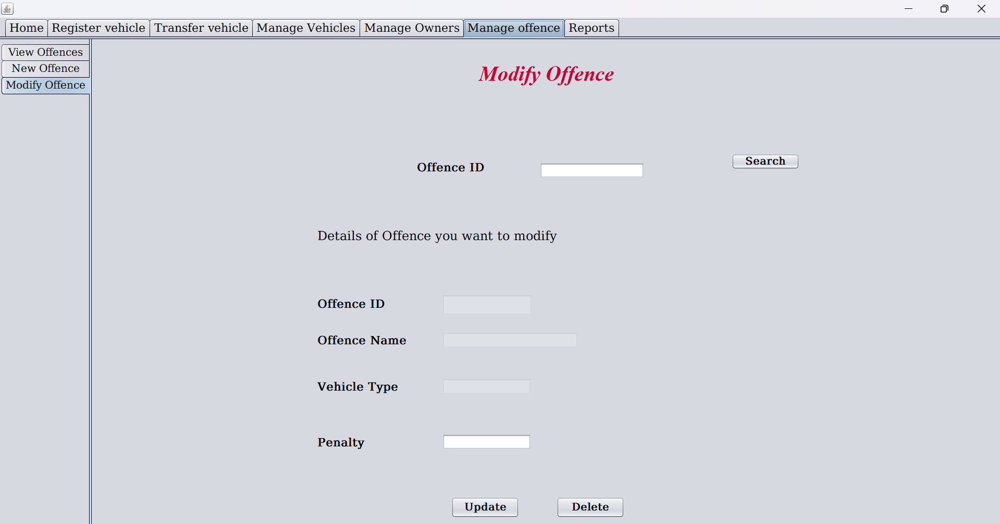 Home Register vehicle Transfer vehicle Manage Vehicles Manage Owners Manage offence Reports
View Offences
New Offence
Modify Offence
Modify Offence
Offence ID
Search
Details of Offence you want to modify
Offence ID
Offence Name
Vehicle Type
Penalty
Update Delete